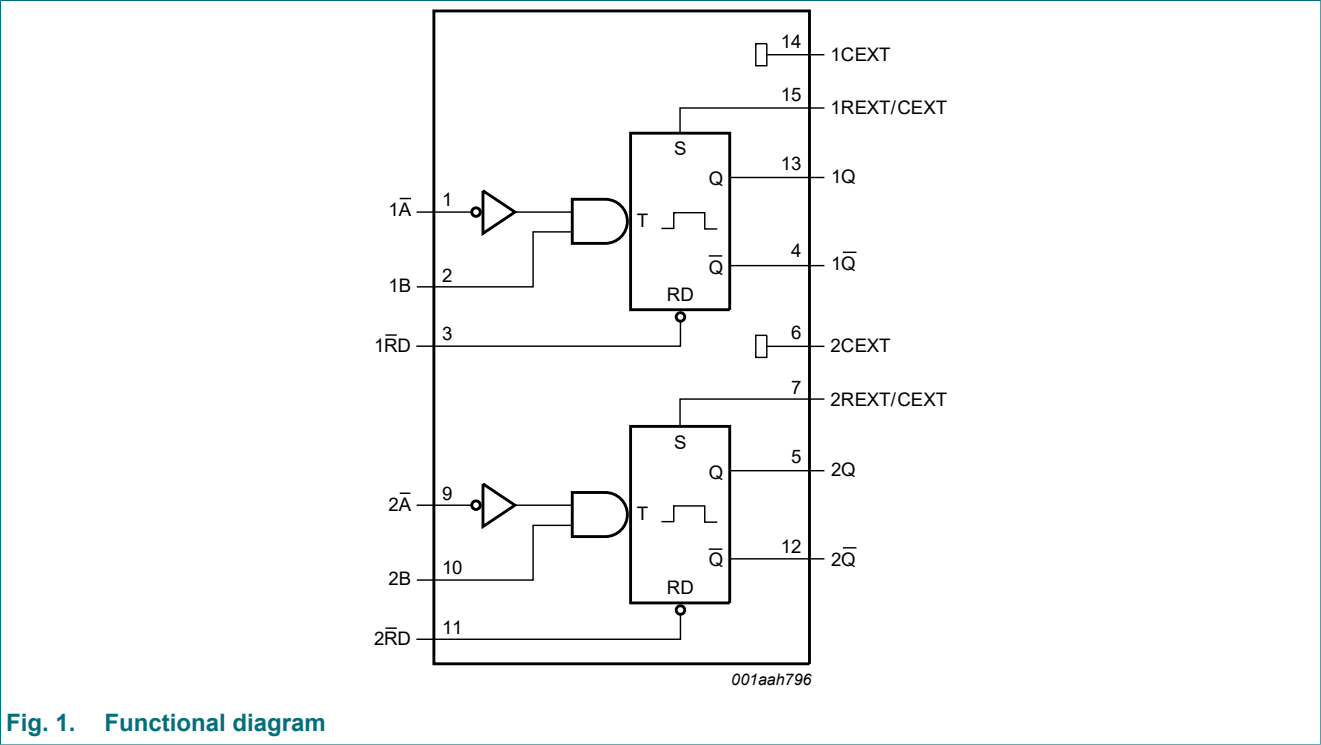 14 1CEXT
15 1REXT/CEXT
S
Q 13 1Q
1A̅ 1
T
Q̅ 4 1Q̅
1B 2
RD
1R̅D 3
6 2CEXT
7 2REXT/CEXT
S
Q 5 2Q
2A̅ 9
T
Q̅ 12 2Q̅
2B 10
RD
2R̅D 11
001aah796
Fig. 1. Functional diagram